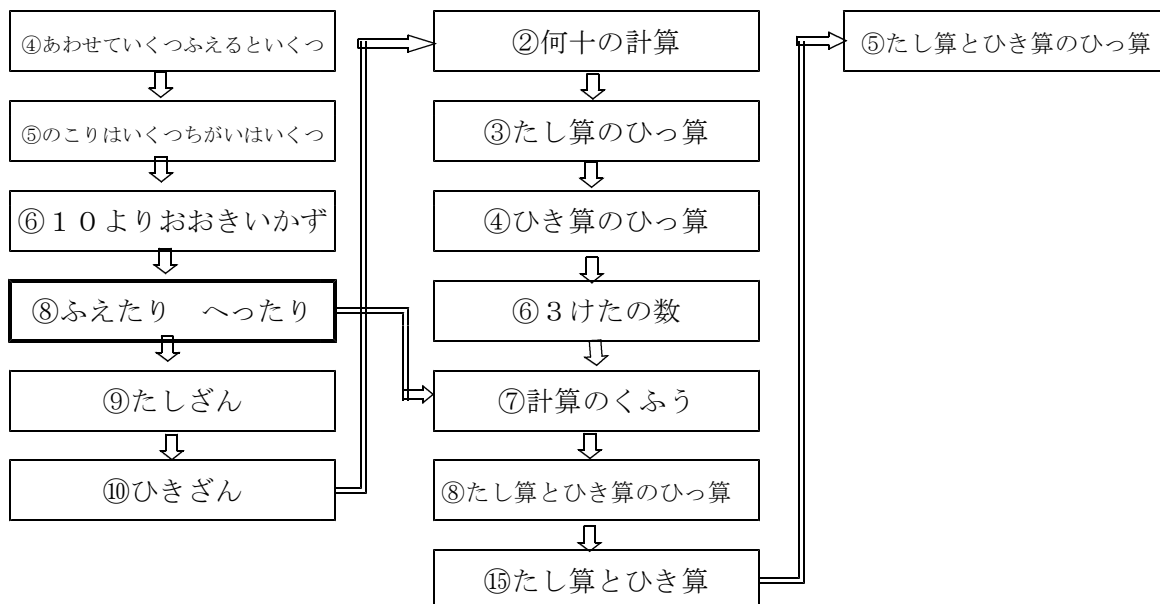 ④あわせていくつふえるといくつ
⑤のこりはいくつちがいはいくつ
⑥１０よりおおきいかず
⑧ふえたり　へったり
⑨たしざん
⑩ひきざん
②何十の計算
③たし算のひっ算
④ひき算のひっ算
⑥３けたの数
⑦計算のくふう
⑧たし算とひき算のひっ算
⑮たし算とひき算
⑤たし算とひき算のひっ算